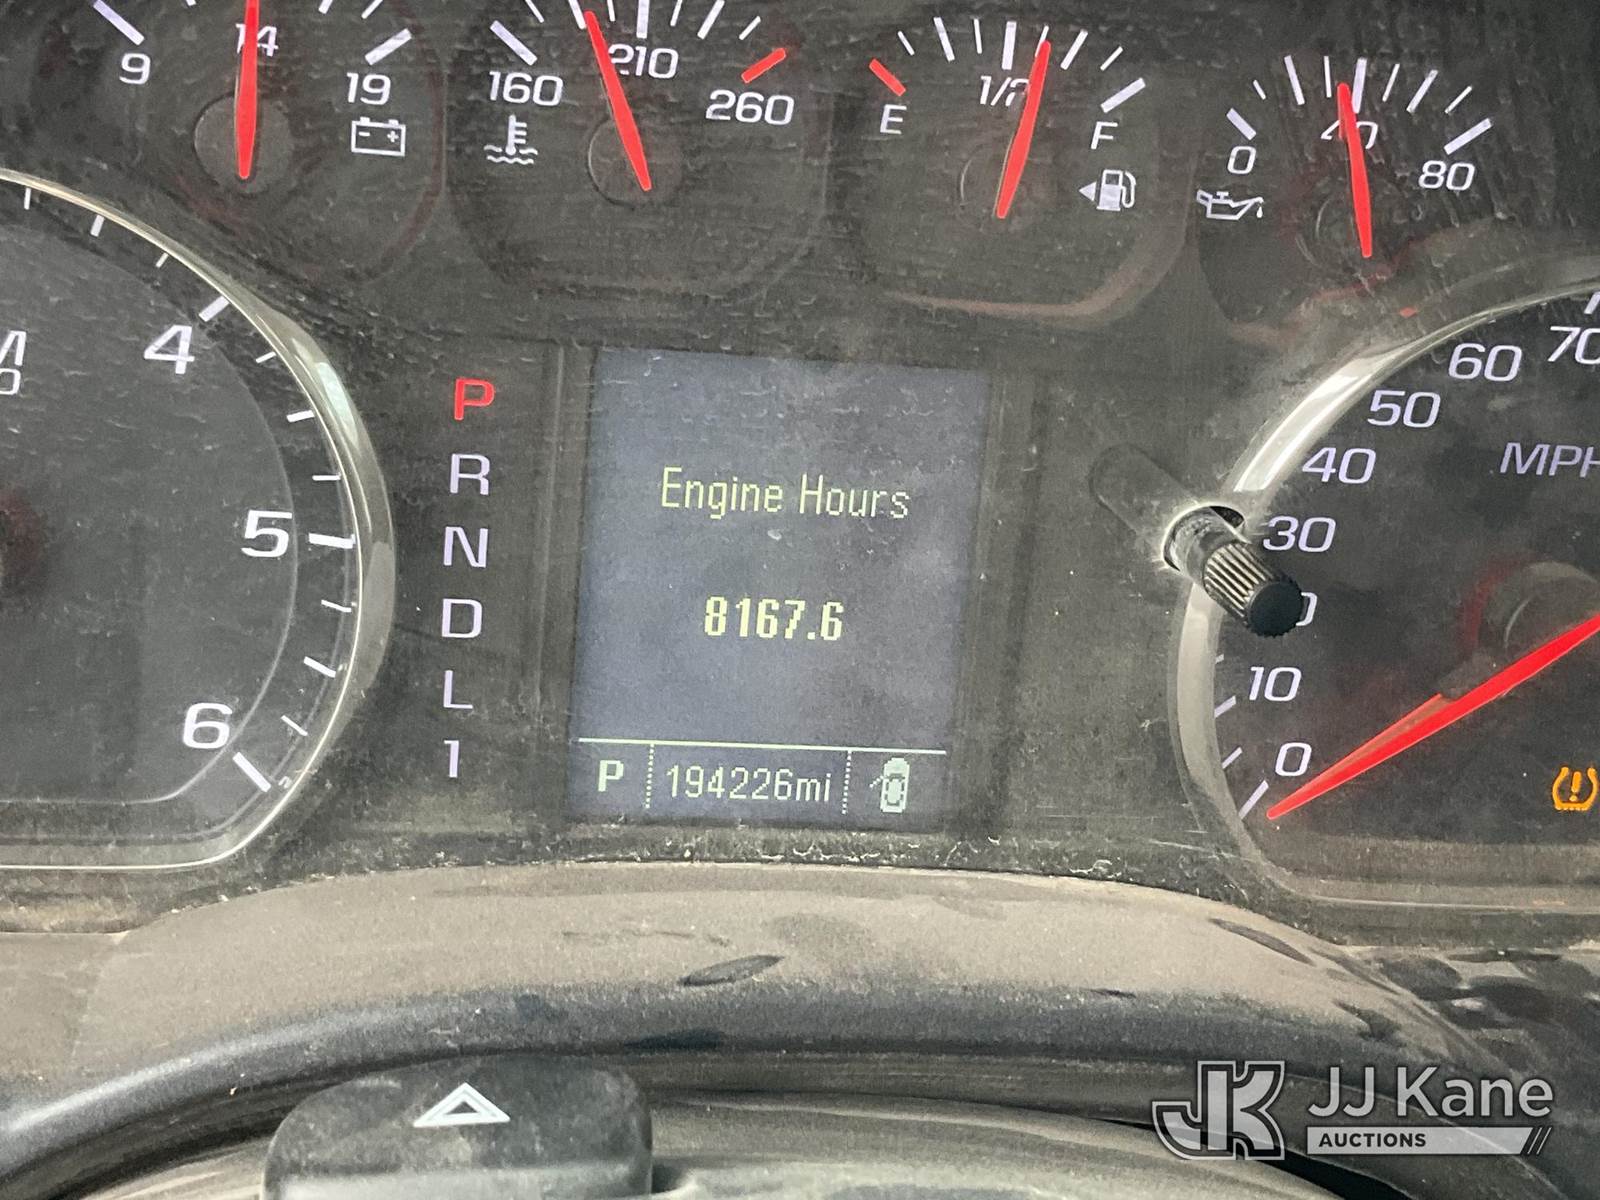 9 14 19
160 210 260
E 1/2 F
0 40 80
4
5
6
P
R
N
D
L
1
Engine Hours
8167.6
P 194226mi
70
60
50
40
30
10
0
MPH
JK JJ Kane
AUCTIONS